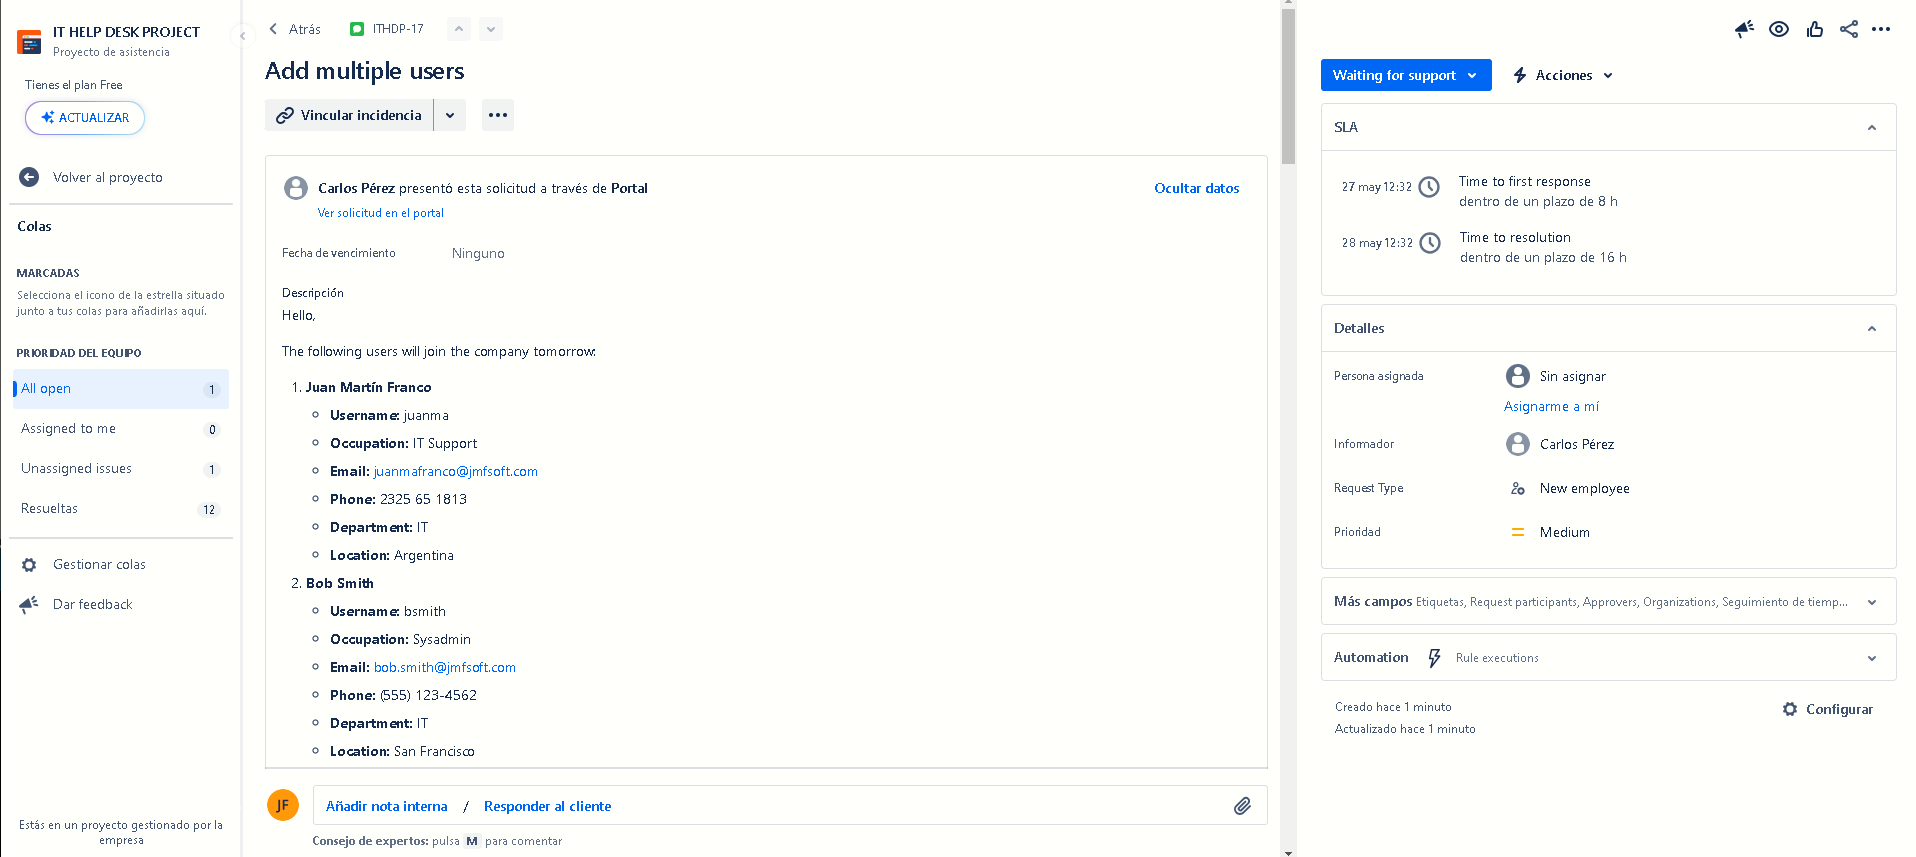 IT HELP DESK PROJECT
Proyecto de asistencia
Tienes el plan Free
ACTUALIZAR
Volver al proyecto
Colas
MARCADAS
Selecciona el icono de la estrella situado
junto a tus colas para añadirlas aquí.
PRIORIDAD DEL EQUIPO
All open 1
Assigned to me 0
Unassigned issues 1
Resueltas 12
Gestionar colas
Dar feedback
Estás en un proyecto gestionado por la
empresa
Atrás ITHDP-17
Add multiple users
Vincular incidencia
Carlos Pérez presentó esta solicitud a través de Portal
Ocultar datos
Ver solicitud en el portal
Fecha de vencimiento Ninguno
Descripción
Hello,
The following users will join the company tomorrow:
1. Juan Martín Franco
Username: juanma
Occupation: IT Support
Email: juanmafranco@jmfsoft.com
Phone: 2325 65 1813
Department: IT
Location: Argentina
2. Bob Smith
Username: bsmith
Occupation: Sysadmin
Email: bob.smith@jmfsoft.com
Phone: (555) 123-4562
Department: IT
Location: San Francisco
JF
Añadir nota interna / Responder al cliente
Consejo de expertos: pulsa M para comentar
Waiting for support
Acciones
SLA
27 may 12:32 Time to first response
dentro de un plazo de 8 h
28 may 12:32 Time to resolution
dentro de un plazo de 16 h
Detalles
Persona asignada Sin asignar
Asignarme a mí
Informador Carlos Pérez
Request Type New employee
Prioridad Medium
Más campos Etiquetas, Request participants, Approvers, Organizations, Seguimiento de tiemp...
Automation Rule executions
Creado hace 1 minuto
Configurar
Actualizado hace 1 minuto